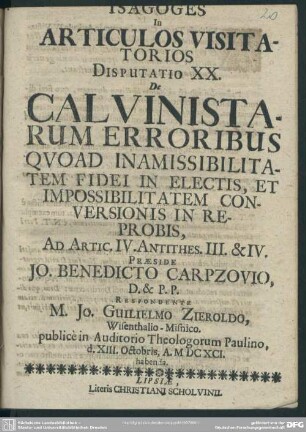 ISAGOGES
20
In
ARTICULOS VISITA-
TORIOS
DISPUTATIO XX.
De
CALVINISTA-
RUM ERRORIBUS
QVOAD INAMISSIBILITA-
TEM FIDEI IN ELECTIS, ET
IMPOSSIBILITATEM CON-
VERSIONIS IN RE-
PROBIS,
AD ARTIC. IV. ANTITHES. III. & IV.
PRÆSIDE
JO. BENEDICTO CARPZOVIO,
D. & P. P.
RESPONDENTE
M. JO. GUILIELMO ZIEROLDO,
Wisenthalio-Misnico.
publicè in Auditorio Theologorum Paulino,
d. XIII. Octobris, A. M DC XCI.
habenda.
LIPSIÆ,
Literis CHRISTIANI SCHOLVINII.